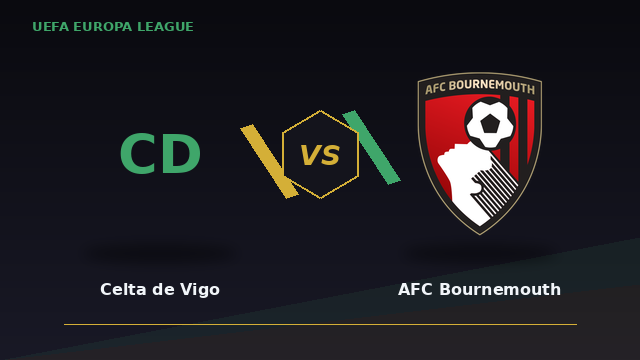 UEFA EUROPA LEAGUE
AFC BOURNEMOUTH
CD
VS
Celta de Vigo
AFC Bournemouth